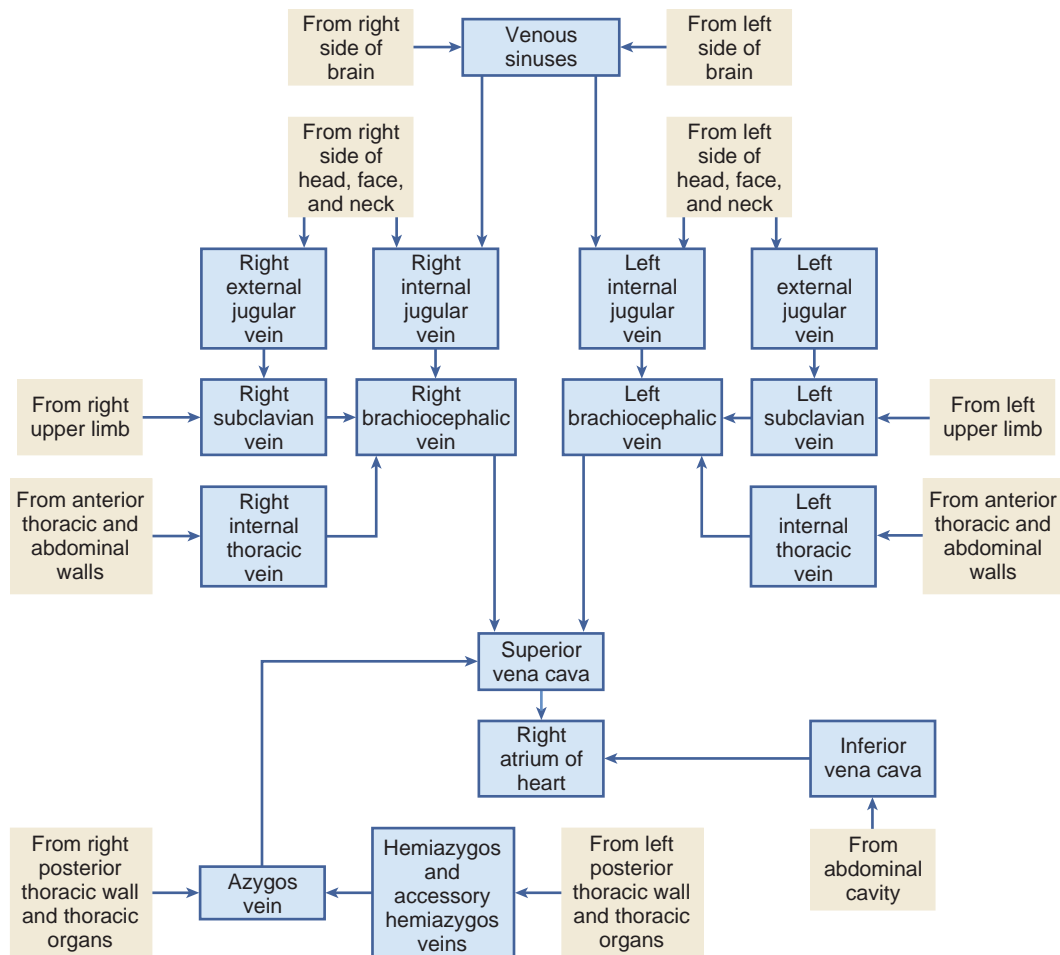 From right
side of
brain
Venous
sinuses
From left
side of
brain
From right
side of
head, face,
and neck
From left
side of
head, face,
and neck
Right
external
jugular
vein
Right
internal
jugular
vein
Left
internal
jugular
vein
Left
external
jugular
vein
From right
upper limb
Right
subclavian
vein
Right
brachiocephalic
vein
Left
brachiocephalic
vein
Left
subclavian
vein
From left
upper limb
From anterior
thoracic and
abdominal
walls
Right
internal
thoracic
vein
Left
internal
thoracic
vein
From anterior
thoracic and
abdominal
walls
Superior
vena cava
Right
atrium of
heart
Inferior
vena cava
From right
posterior
thoracic wall
and thoracic
organs
Azygos
vein
Hemiazygos
and
accessory
hemiazygos
veins
From left
posterior
thoracic wall
and thoracic
organs
From
abdominal
cavity